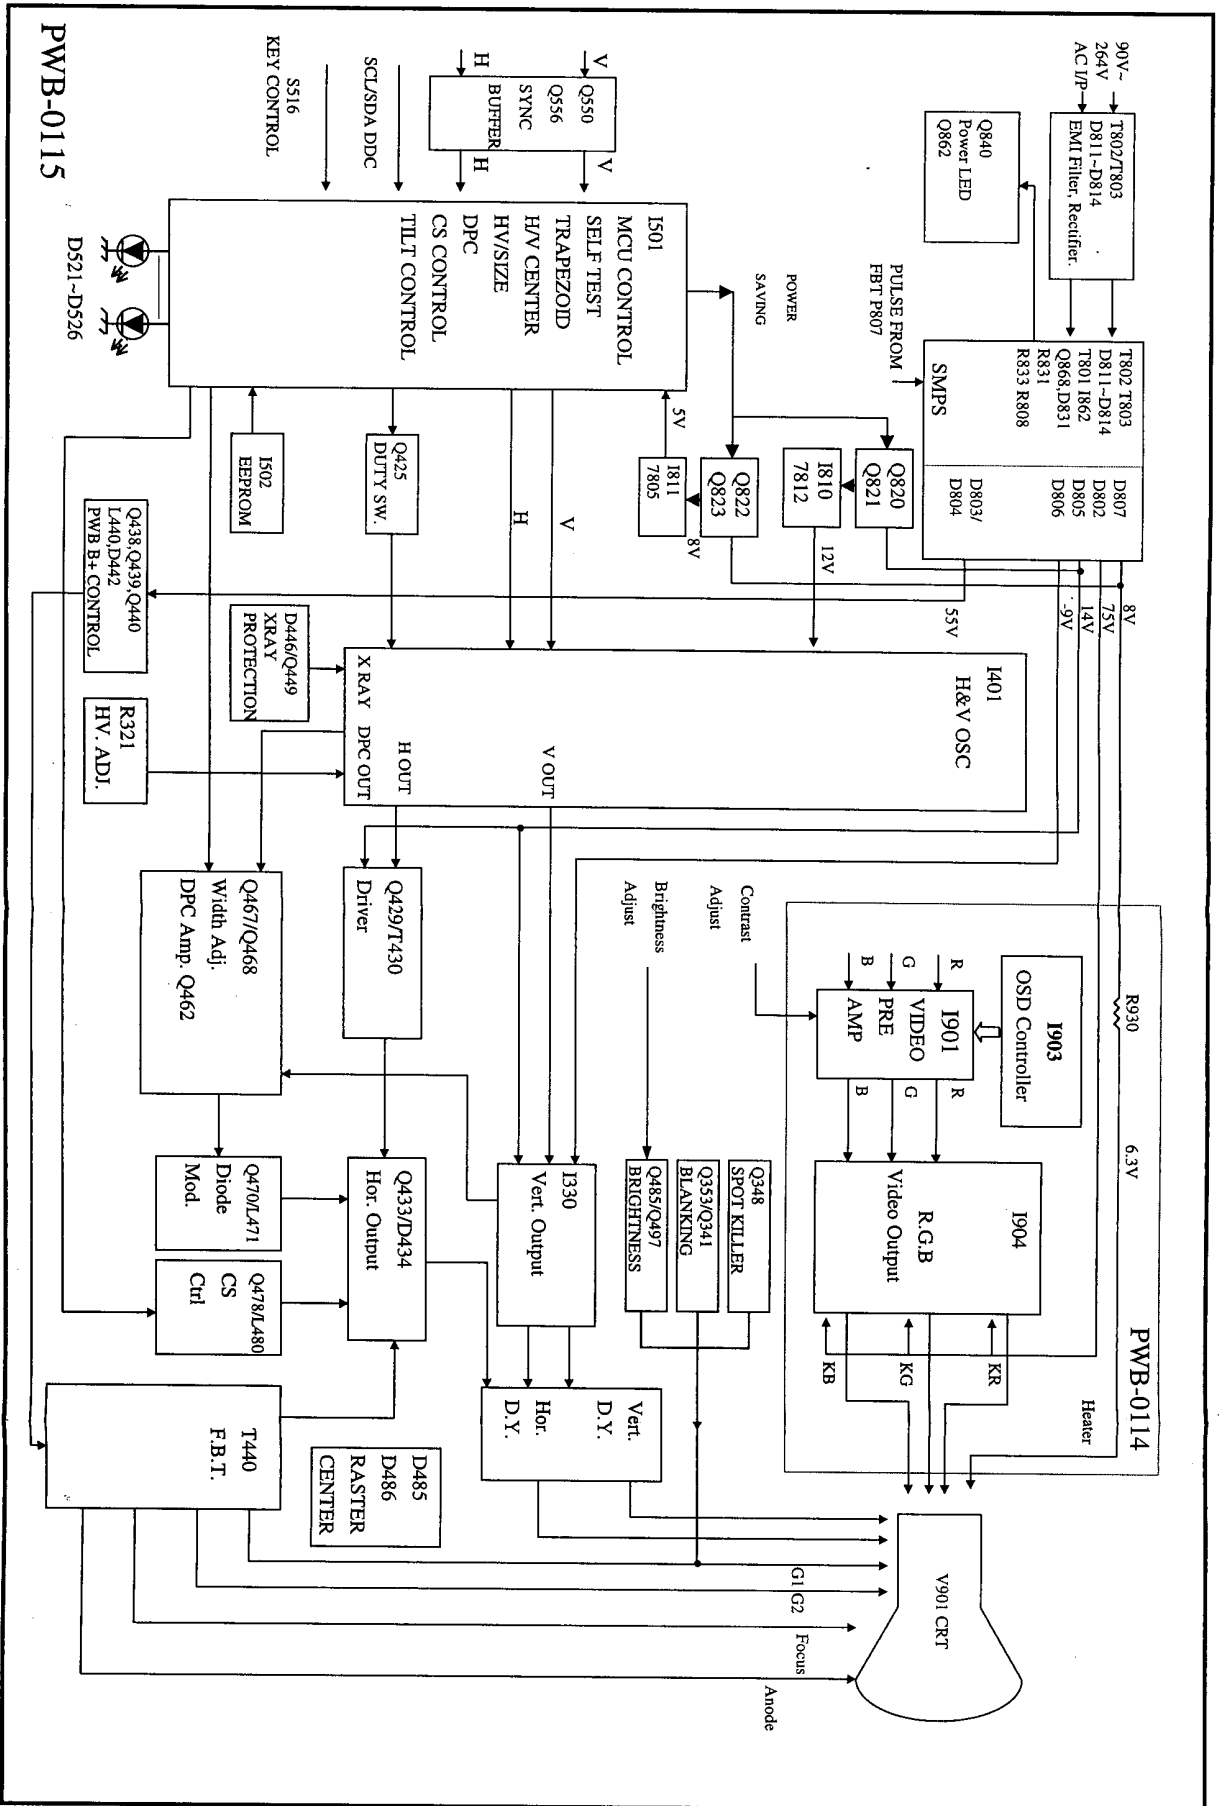 90V~
264V
AC I/P
T802/T803
D811~D814
EMI Filter, Rectifier.
Q840
Power LED
Q862
T802 T803
D811~D814
T801 I862
Q868,D831
R831
R833 R808
SMPS
D807
D802
D805
D806
D803/
D804
8V
14V
75V
-9V
55V
R930
6.3V
Heater
PWB-0114
PULSE FROM
FBT P807
POWER
SAVING
Q820
Q821
I810
7812
12V
Q822
Q823
8V
I811
7805
5V
V
H
Q550
Q556
SYNC
BUFFER
V
H
SCL/SDA DDC
S516
KEY CONTROL
I501
MCU CONTROL
SELF TEST
TRAPEZOID
H/V CENTER
HV/SIZE
DPC
CS CONTROL
TILT CONTROL
D521~D526
PWB-0115
V
H
Q425
DUTY SW.
I502
EEPROM
Q438,Q439,Q440
L440,D442
PWB B+ CONTROL
I401
H&V OSC
V OUT
H OUT
X RAY
DPC OUT
D446/Q449
XRAY
PROTECTION
R321
HV. ADJ.
I903
OSD Controller
R
G
B
I901
VIDEO
PRE
AMP
R
G
B
I904
R.G.B
Video Output
KR
KG
KB
Contrast
Adjust
Brightness
Adjust
Q348
SPOT KILLER
Q353/Q341
BLANKING
Q485/Q497
BRIGHTNESS
Q429/T430
Driver
Q467/Q468
Width Adj.
DPC Amp. Q462
I330
Vert. Output
Q433/D434
Hor. Output
Q470/L471
Diode
Mod.
Q478/L480
CS
Ctrl
Vert.
D.Y.
Hor.
D.Y.
D485
D486
RASTER
CENTER
T440
F.B.T.
V901 CRT
G1 G2
Focus
Anode